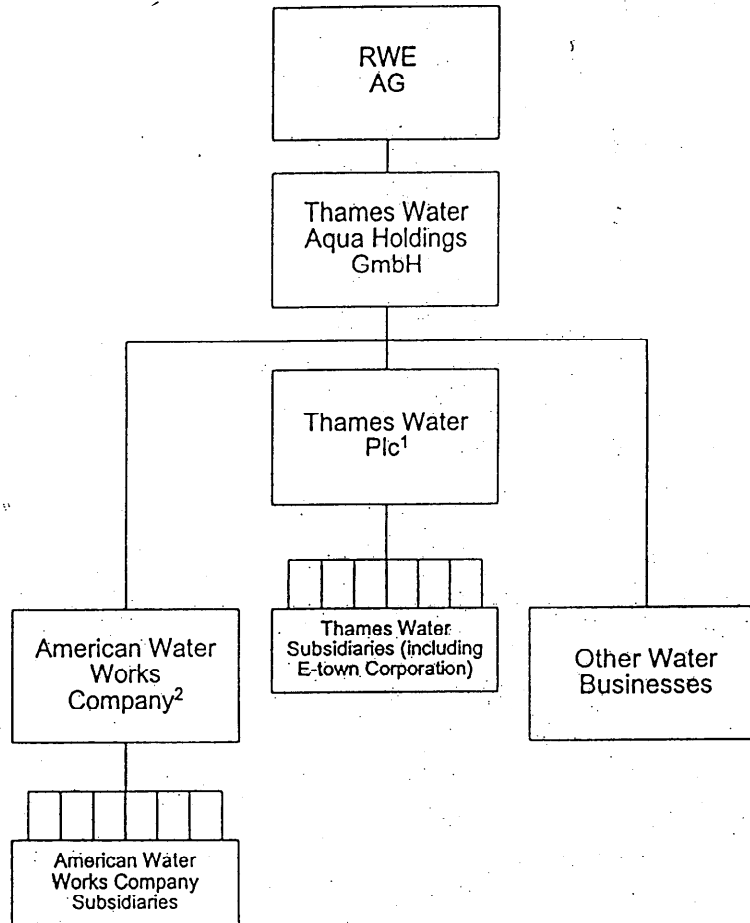 RWE
AG
Thames Water
Aqua Holdings
GmbH
Thames Water
Plc¹
Thames Water
Subsidiaries (including
E-town Corporation)
American Water
Works
Company²
Other Water
Businesses
American Water
Works Company
Subsidiaries